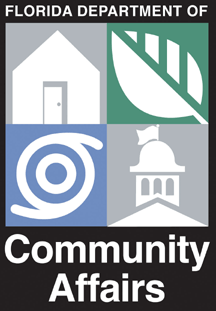 FLORIDA DEPARTMENT OF
Community
Affairs